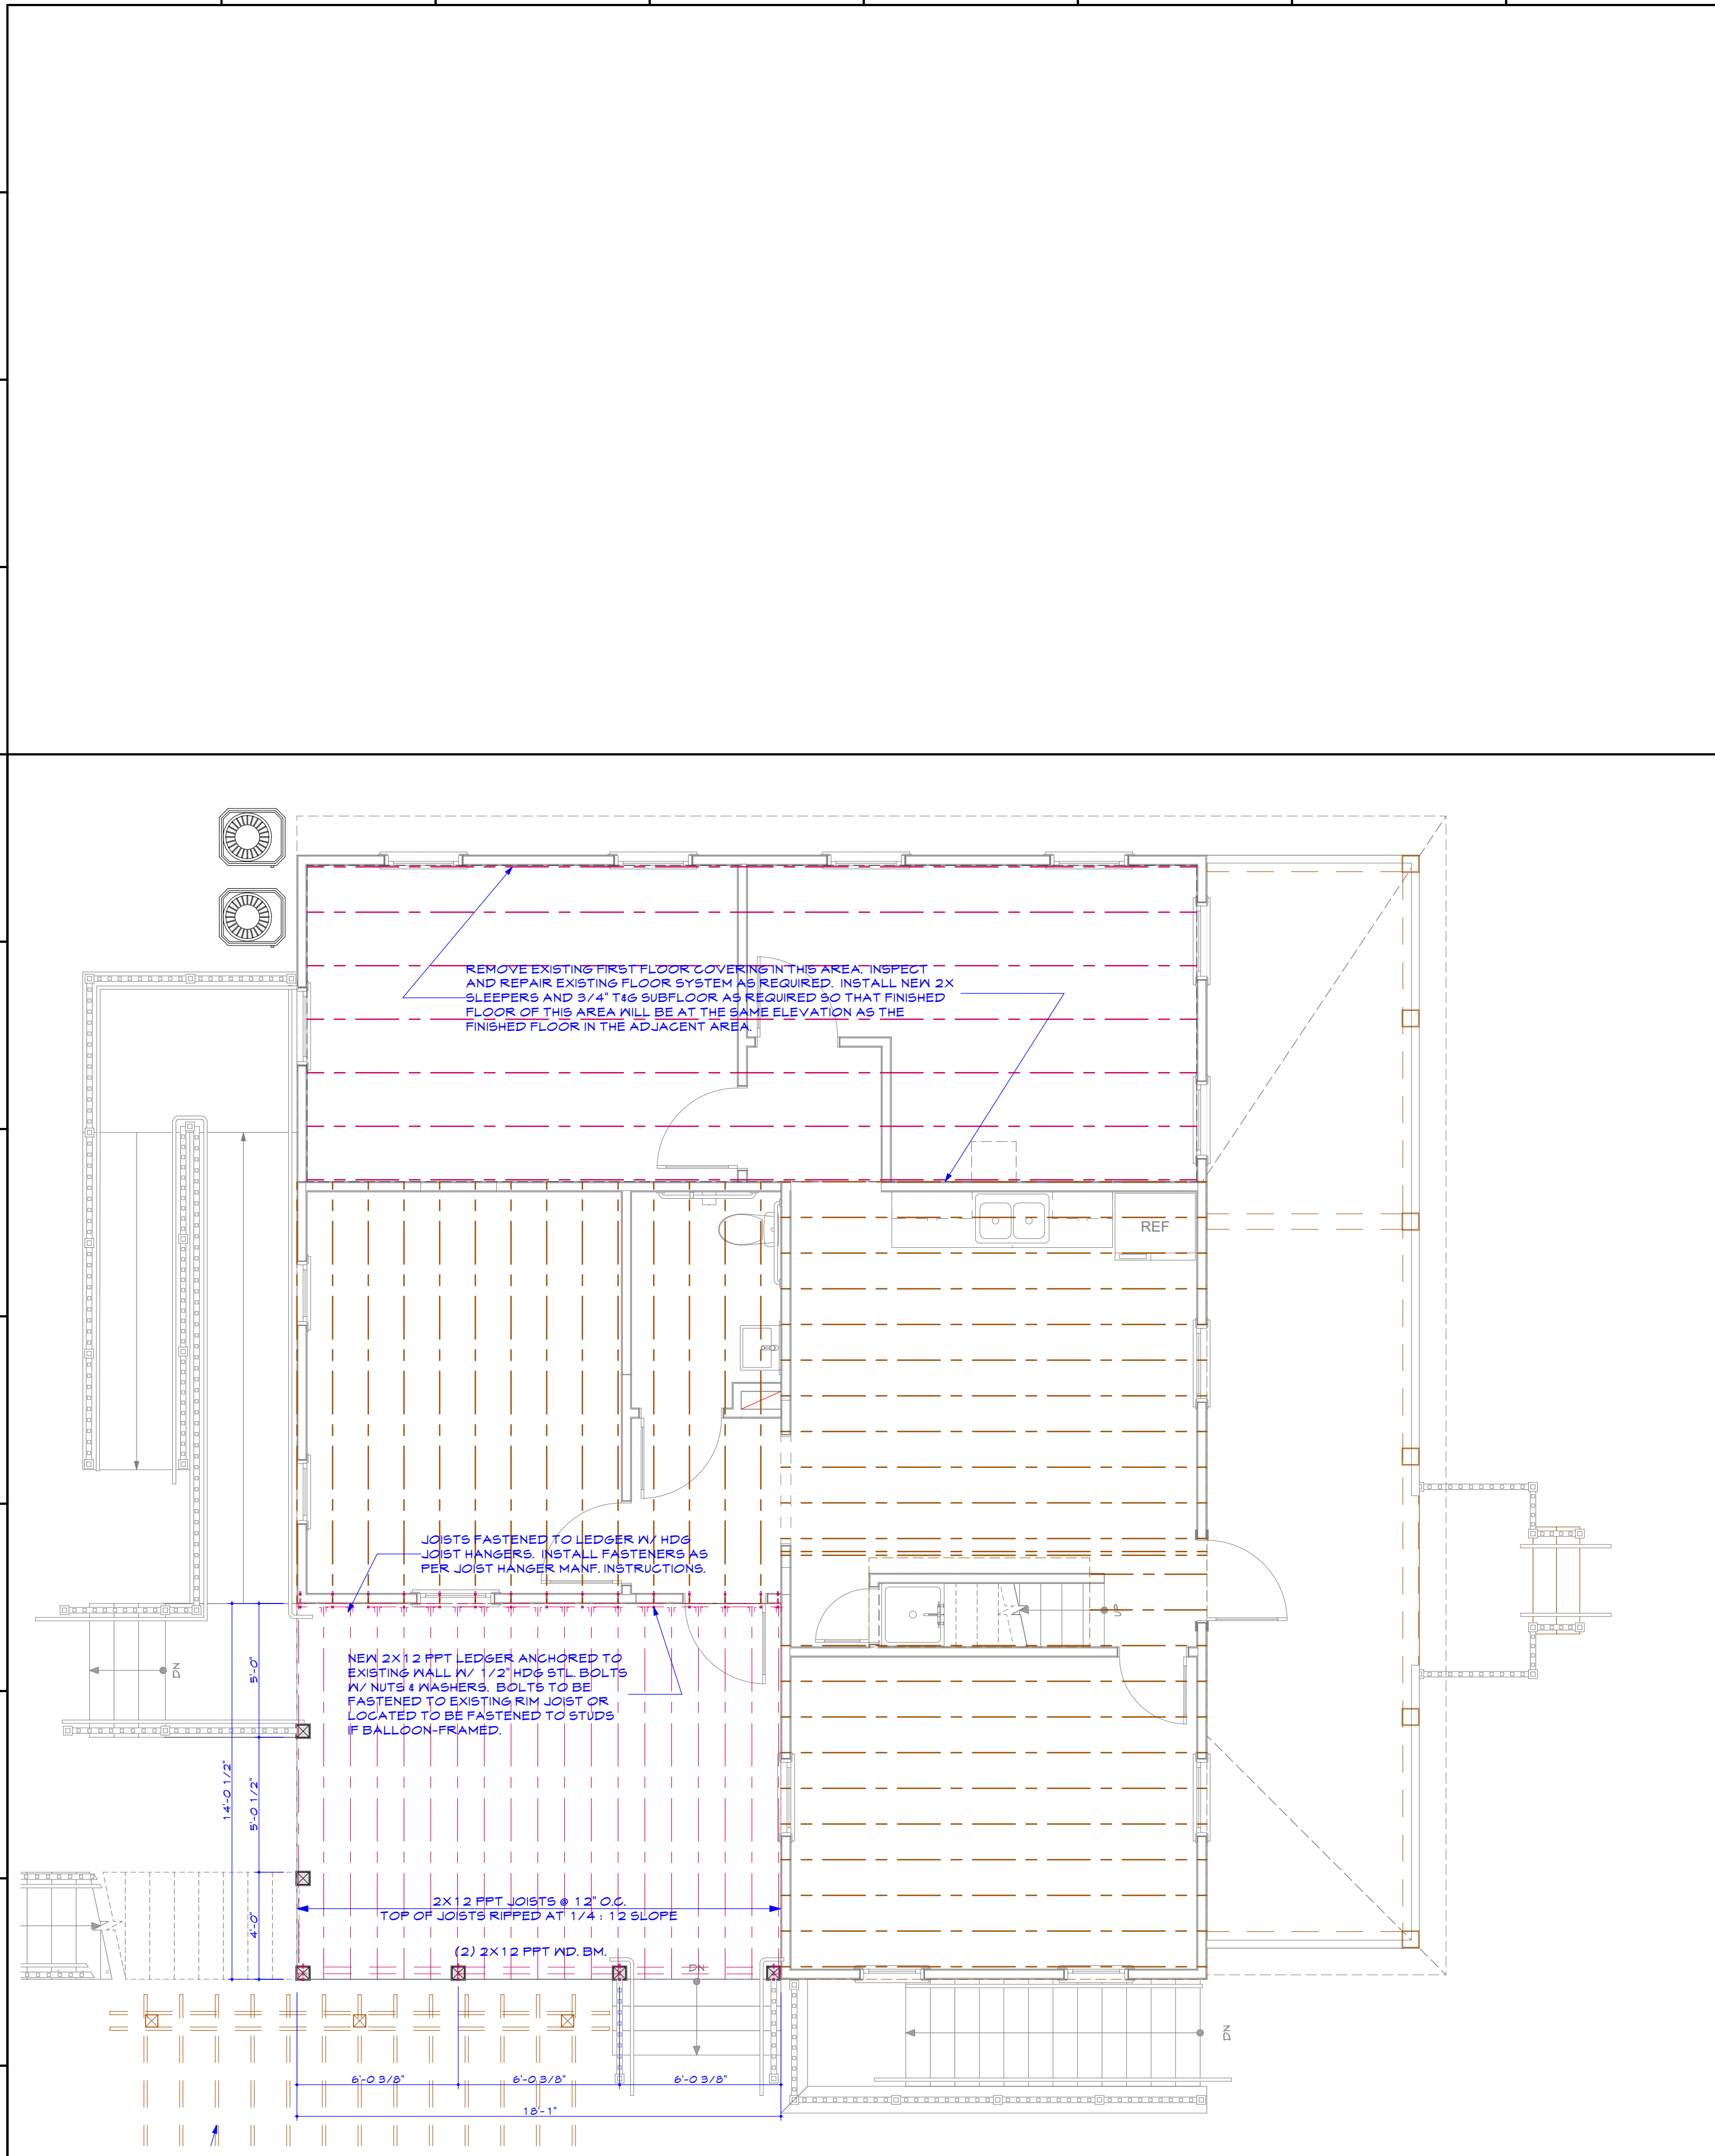 REMOVE EXISTING FIRST FLOOR COVERING IN THIS AREA. INSPECT
AND REPAIR EXISTING FLOOR SYSTEM AS REQUIRED. INSTALL NEW 2X
SLEEPERS AND 3/4" T&G SUBFLOOR AS REQUIRED SO THAT FINISHED
FLOOR OF THIS AREA WILL BE AT THE SAME ELEVATION AS THE
FINISHED FLOOR IN THE ADJACENT AREA.
REF
JOISTS FASTENED TO LEDGER W/ HDG
JOIST HANGERS. INSTALL FASTENERS AS
PER JOIST HANGER MANF. INSTRUCTIONS.
NEW 2X12 PPT LEDGER ANCHORED TO
EXISTING WALL W/ 1/2" HDG STL. BOLTS
W/ NUTS & WASHERS. BOLTS TO BE
FASTENED TO EXISTING RIM JOIST OR
LOCATED TO BE FASTENED TO STUDS
IF BALLOON-FRAMED.
DN
5'-0"
14'-0 1/2"
5'-0 1/2"
4'-0"
2X12 PPT JOISTS @ 12" O.C.
TOP OF JOISTS RIPPED AT 1/4 : 12 SLOPE
(2) 2X12 PPT WD. BM.
DN
DN
6'-0 3/8"
6'-0 3/8"
6'-0 3/8"
18'-1"